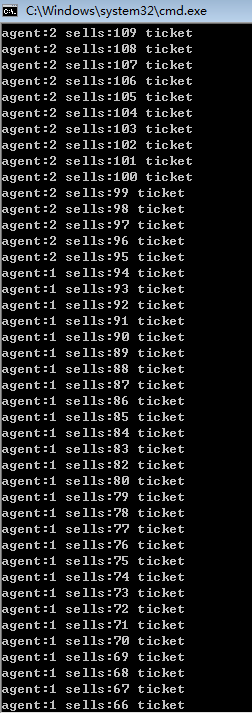 C:\Windows\system32\cmd.exe
agent:2 sells:109 ticket
agent:2 sells:108 ticket
agent:2 sells:107 ticket
agent:2 sells:106 ticket
agent:2 sells:105 ticket
agent:2 sells:104 ticket
agent:2 sells:103 ticket
agent:2 sells:102 ticket
agent:2 sells:101 ticket
agent:2 sells:100 ticket
agent:2 sells:99 ticket
agent:2 sells:98 ticket
agent:2 sells:97 ticket
agent:2 sells:96 ticket
agent:2 sells:95 ticket
agent:1 sells:94 ticket
agent:1 sells:93 ticket
agent:1 sells:92 ticket
agent:1 sells:91 ticket
agent:1 sells:90 ticket
agent:1 sells:89 ticket
agent:1 sells:88 ticket
agent:1 sells:87 ticket
agent:1 sells:86 ticket
agent:1 sells:85 ticket
agent:1 sells:84 ticket
agent:1 sells:83 ticket
agent:1 sells:82 ticket
agent:1 sells:80 ticket
agent:1 sells:79 ticket
agent:1 sells:78 ticket
agent:1 sells:77 ticket
agent:1 sells:76 ticket
agent:1 sells:75 ticket
agent:1 sells:74 ticket
agent:1 sells:73 ticket
agent:1 sells:72 ticket
agent:1 sells:71 ticket
agent:1 sells:70 ticket
agent:1 sells:69 ticket
agent:1 sells:68 ticket
agent:1 sells:67 ticket
agent:1 sells:66 ticket